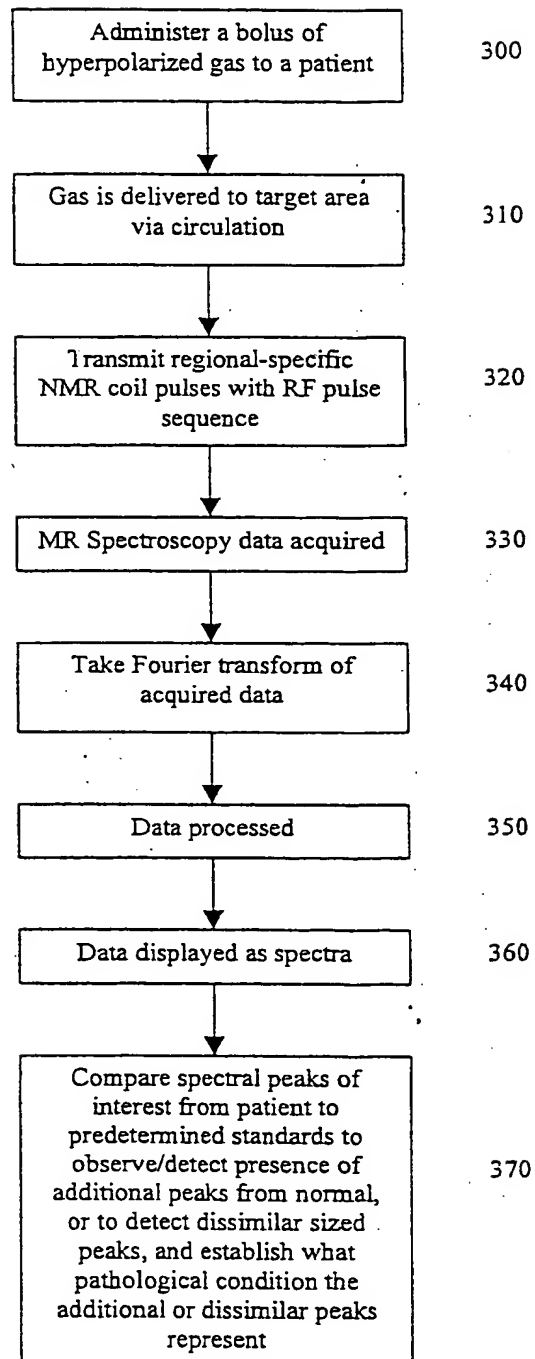 Administer a bolus of
hyperpolarized gas to a patient
300
Gas is delivered to target area
via circulation
310
Transmit regional-specific
NMR coil pulses with RF pulse
sequence
320
MR Spectroscopy data acquired
330
Take Fourier transform of
acquired data
340
Data processed
350
Data displayed as spectra
360
Compare spectral peaks of
interest from patient to
predetermined standards to
observe/detect presence of
additional peaks from normal,
or to detect dissimilar sized
peaks, and establish what
pathological condition the
additional or dissimilar peaks
represent
370